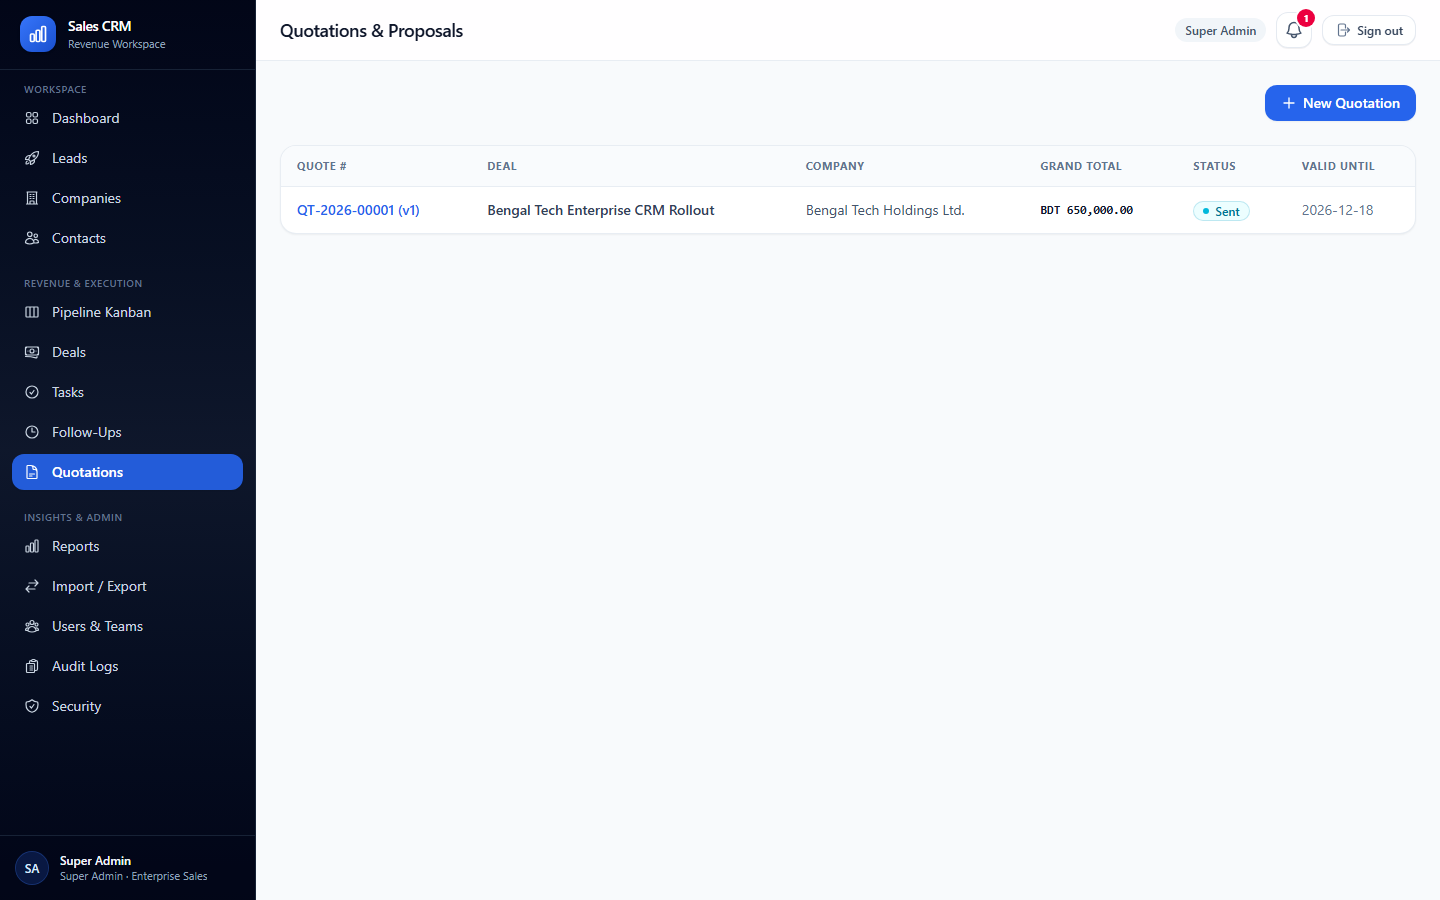 Sales CRM
Revenue Workspace
WORKSPACE
Dashboard
Leads
Companies
Contacts
REVENUE & EXECUTION
Pipeline Kanban
Deals
Tasks
Follow-Ups
Quotations
INSIGHTS & ADMIN
Reports
Import / Export
Users & Teams
Audit Logs
Security
SA
Super Admin
Super Admin · Enterprise Sales
Quotations & Proposals
Super Admin
1
Sign out
New Quotation
QUOTE # DEAL COMPANY GRAND TOTAL STATUS VALID UNTIL
QT-2026-00001 (v1) Bengal Tech Enterprise CRM Rollout Bengal Tech Holdings Ltd. BDT 650,000.00 Sent 2026-12-18